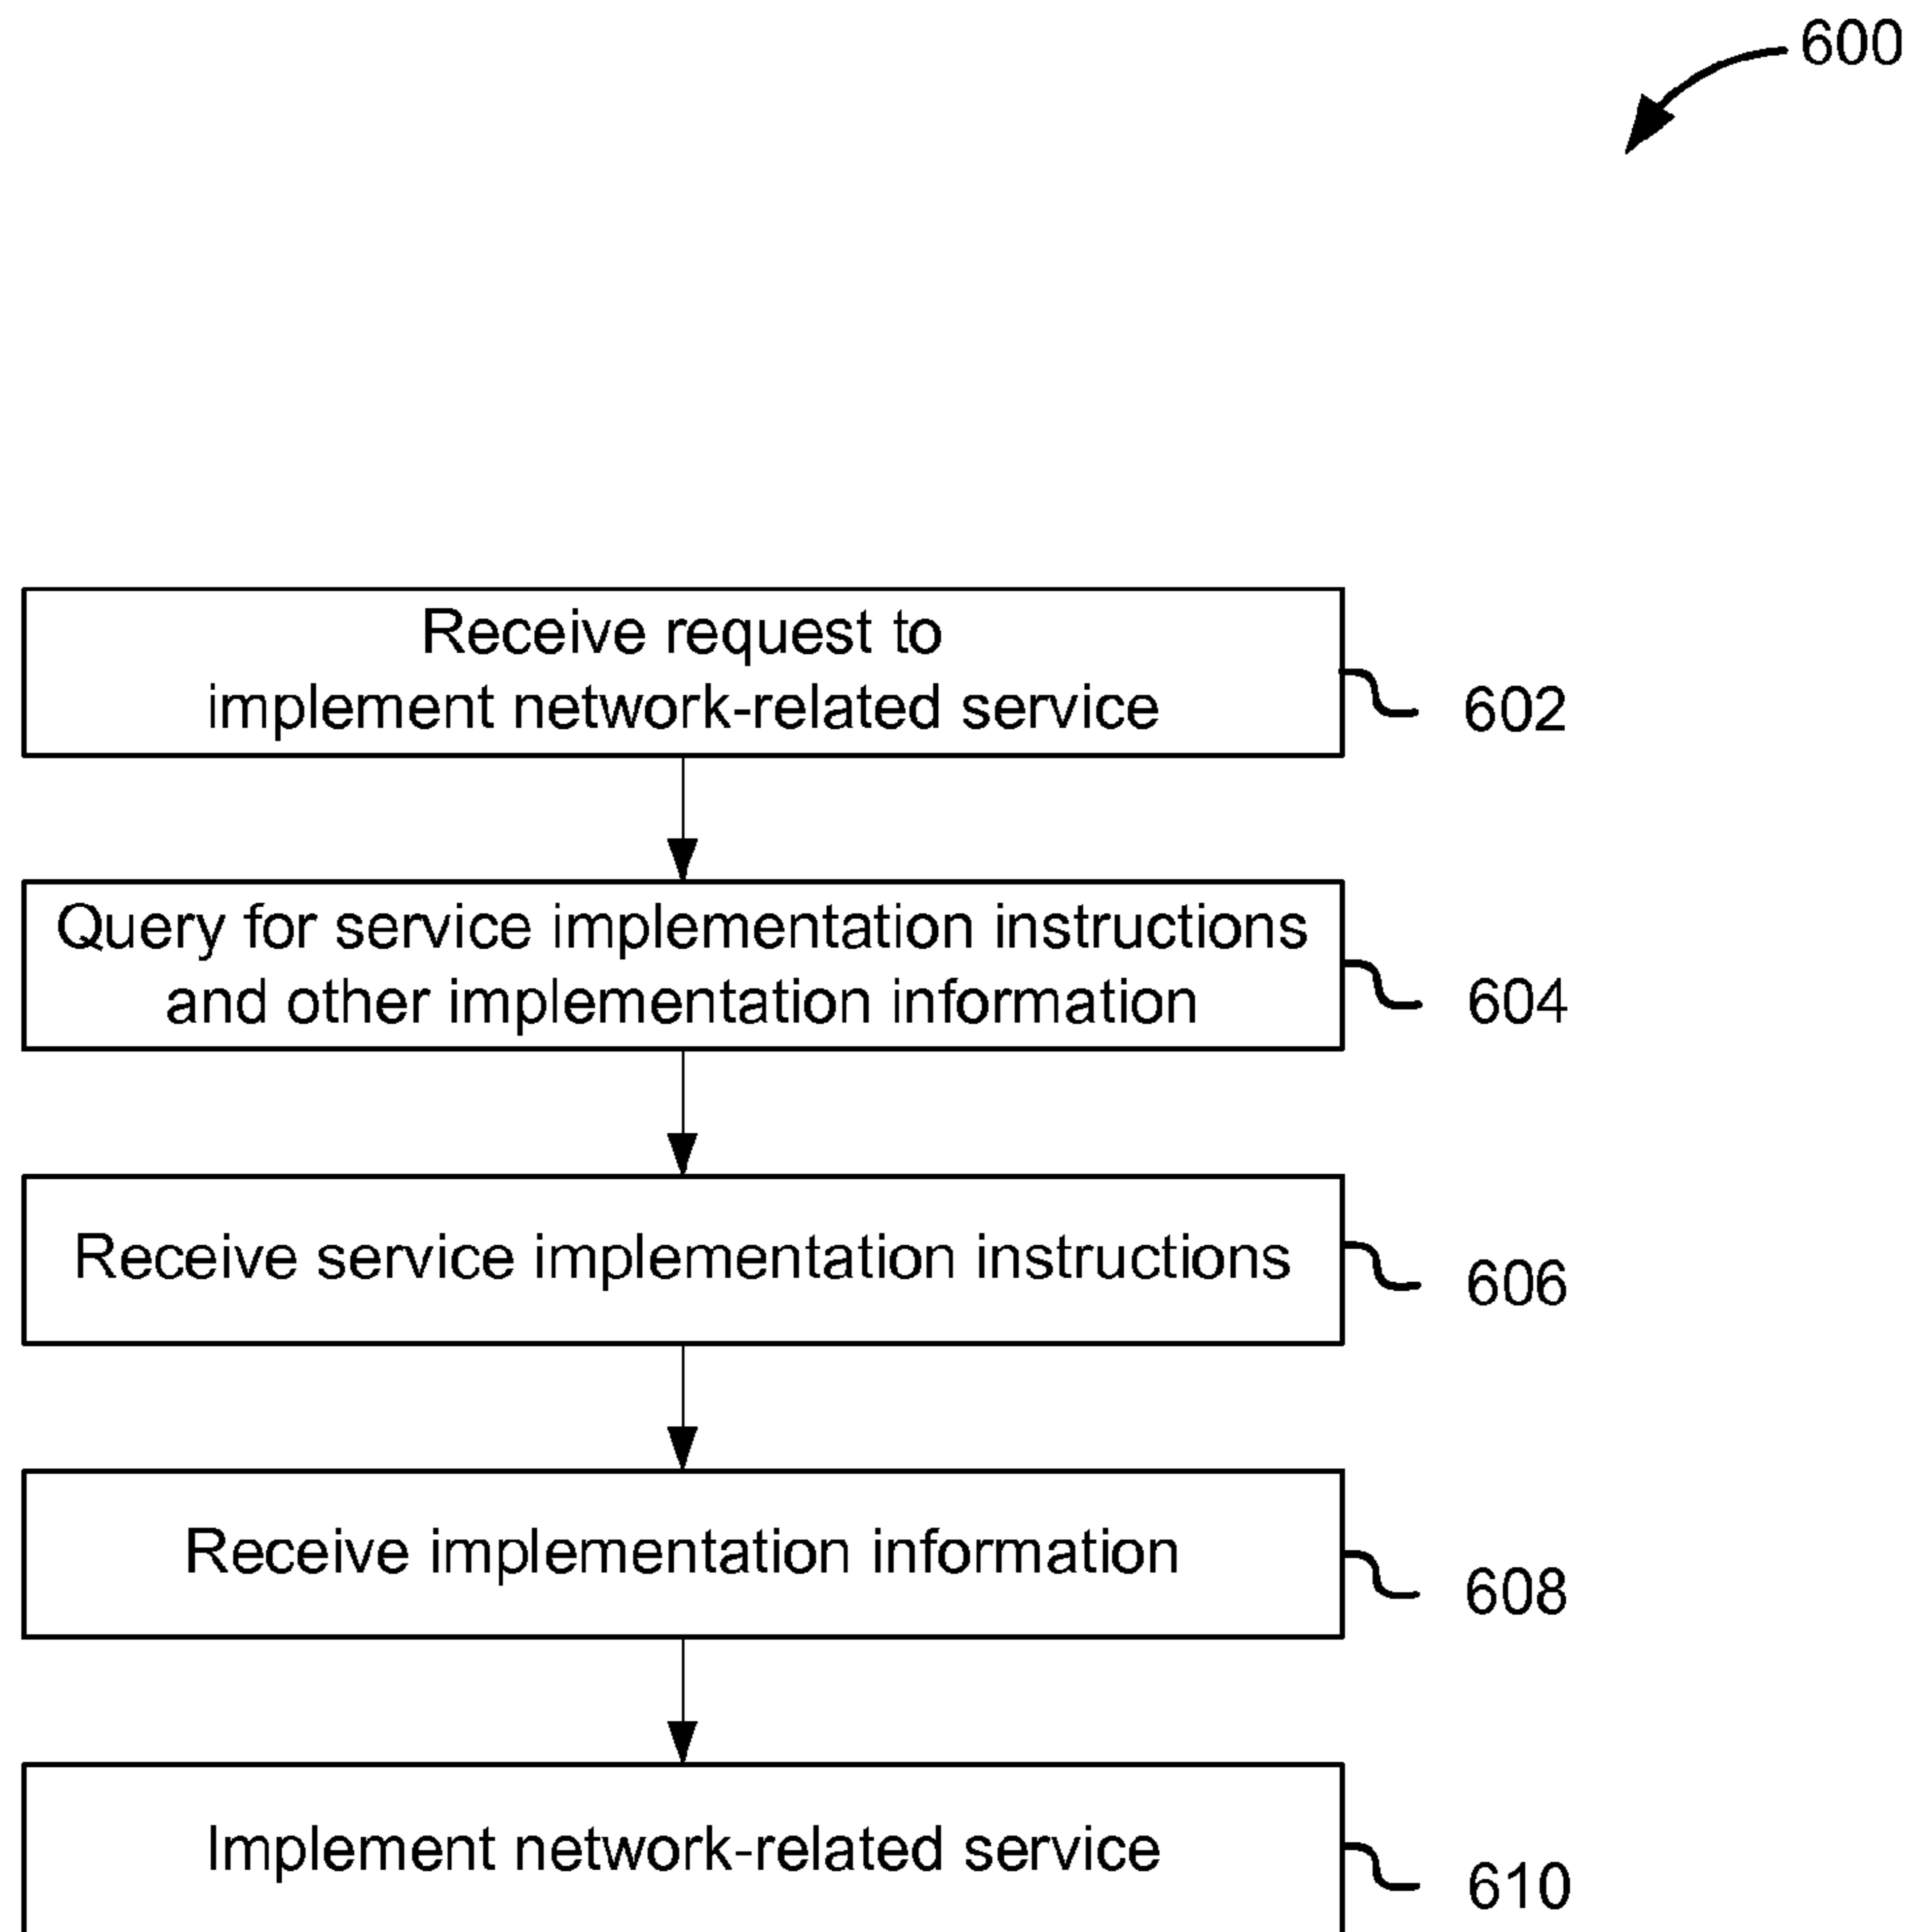 600
Receive request to
implement network-related service
602
Query for service implementation instructions
and other implementation information
604
Receive service implementation instructions
606
Receive implementation information
608
Implement network-related service
610